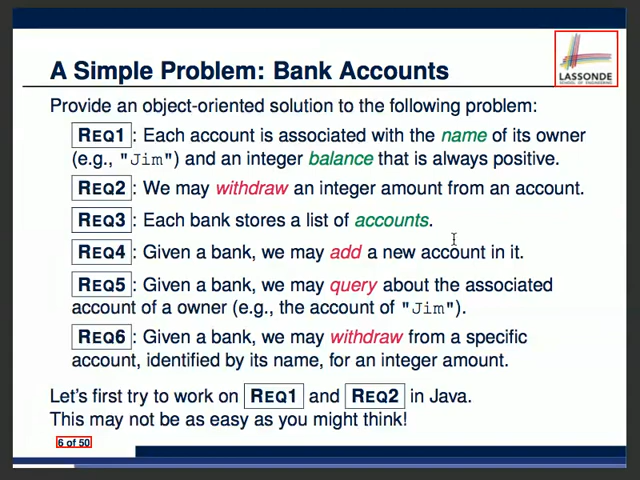 LASSONDE
A Simple Problem: Bank Accounts
Provide an object-oriented solution to the following problem:
REQ1 : Each account is associated with the name of its owner
(e.g., "Jim") and an integer balance that is always positive.
REQ2 : We may withdraw an integer amount from an account.
REQ3 : Each bank stores a list of accounts.
REQ4 : Given a bank, we may add a new account in it.
REQ5 : Given a bank, we may query about the associated
account of a owner (e.g., the account of "Jim").
REQ6 : Given a bank, we may withdraw from a specific
account, identified by its name, for an integer amount.
Let's first try to work on REQ1 and REQ2 in Java.
This may not be as easy as you might think!
6 of 50